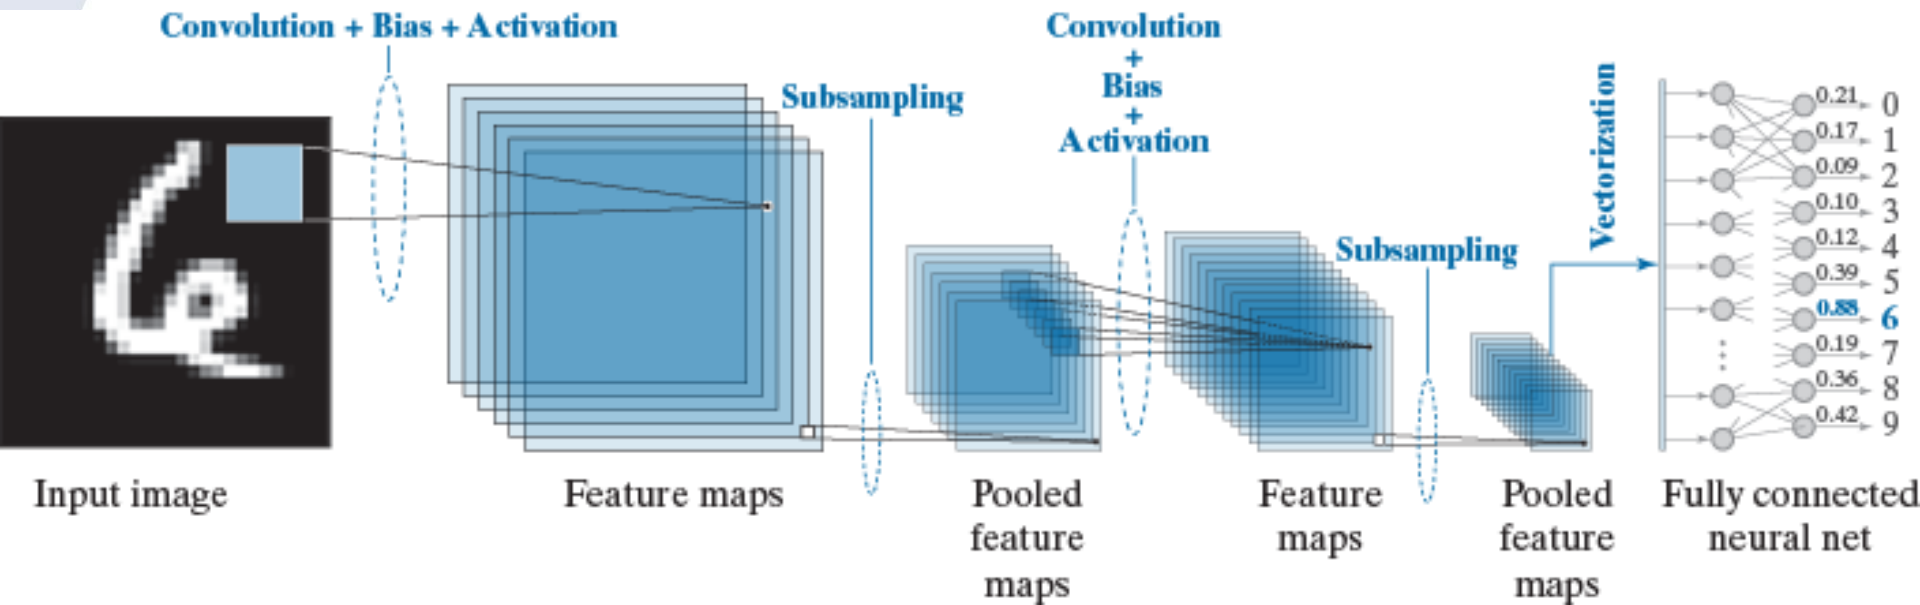 Convolution + Bias + Activation
Subsampling
Convolution
+
Bias
+
Activation
Subsampling
Vectorization
0.21 0
0.17 1
0.09 2
0.10 3
0.12 4
0.39 5
0.88 6
0.19 7
0.36 8
0.42 9
Input image
Feature maps
Pooled
feature
maps
Feature
maps
Pooled
feature
maps
Fully connected
neural net